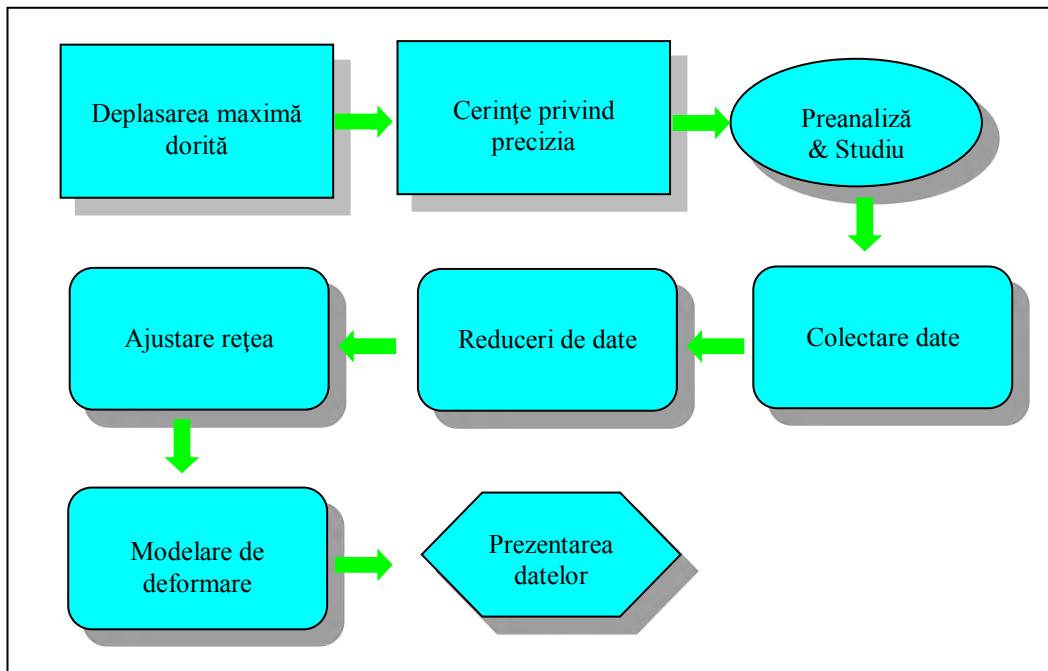 Deplasarea maximă
dorită
Cerinţe privind
precizia
Preanaliză
& Studiu
Colectare date
Reduceri de date
Ajustare reţea
Modelare de
deformare
Prezentarea
datelor